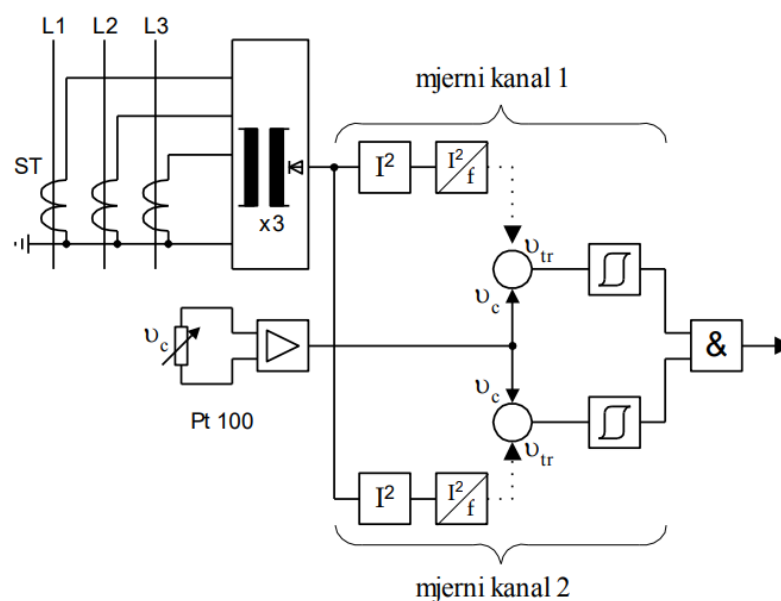 L1 L2 L3
mjerni kanal 1
ST
I²
I²/f
x3
υtr
υc
υc
&
Pt 100
υc
υtr
I²
I²/f
mjerni kanal 2